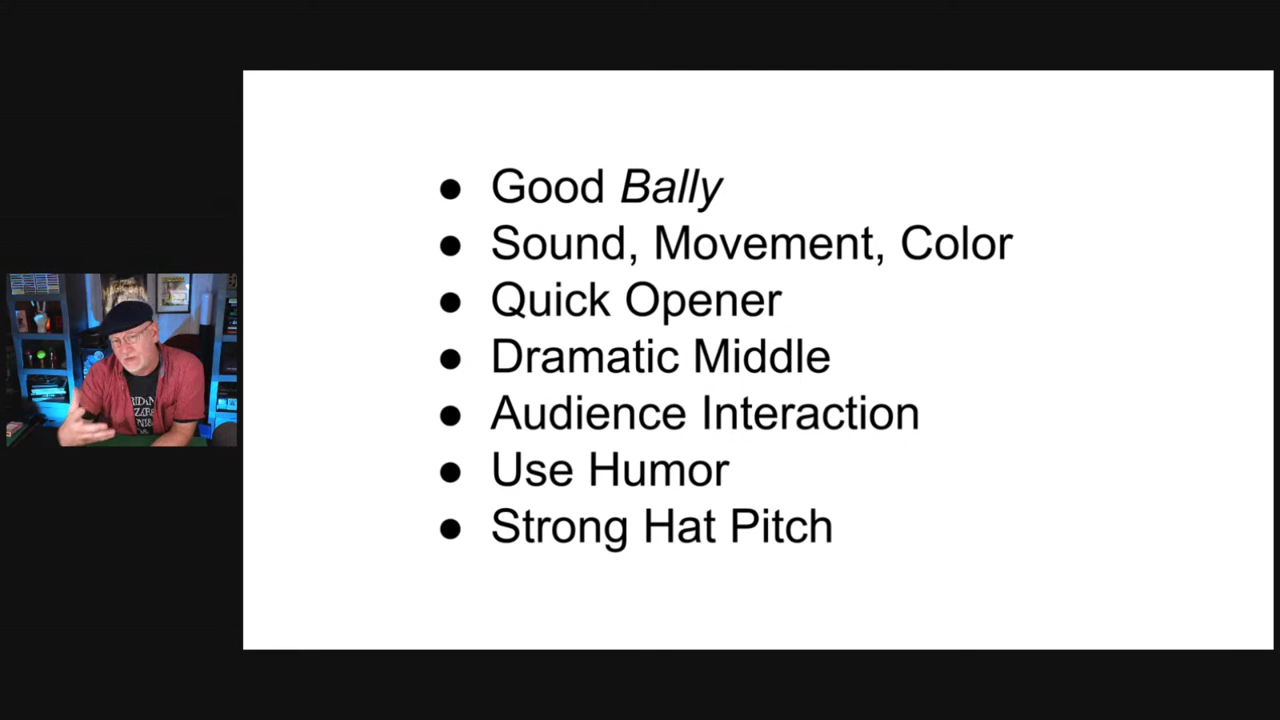 ● Good Bally
● Sound, Movement, Color
● Quick Opener
● Dramatic Middle
● Audience Interaction
● Use Humor
● Strong Hat Pitch